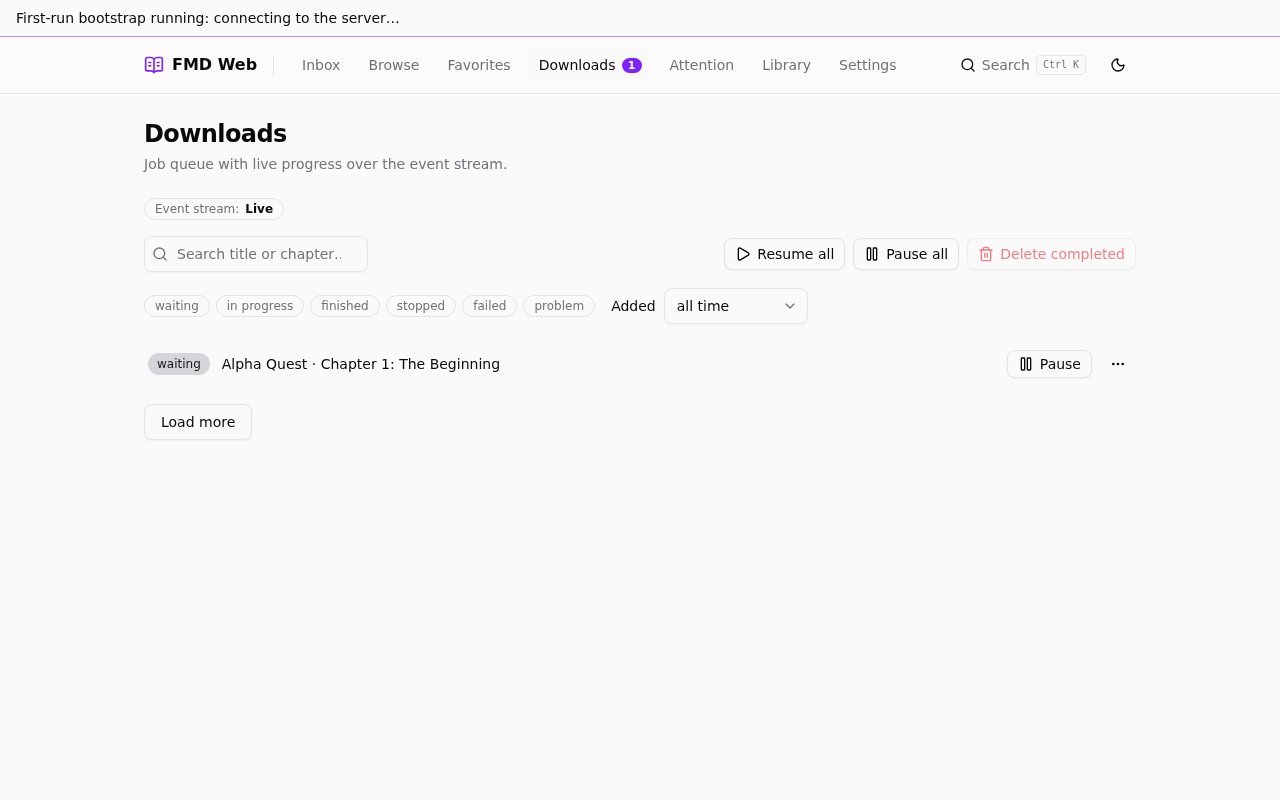 First-run bootstrap running: connecting to the server…
FMD Web Inbox Browse Favorites Downloads 1 Attention Library Settings Search Ctrl K
Downloads
Job queue with live progress over the event stream.
Event stream: Live
Search title or chapter.. Resume all Pause all Delete completed
waiting in progress finished stopped failed problem Added all time
waiting Alpha Quest · Chapter 1: The Beginning Pause
Load more